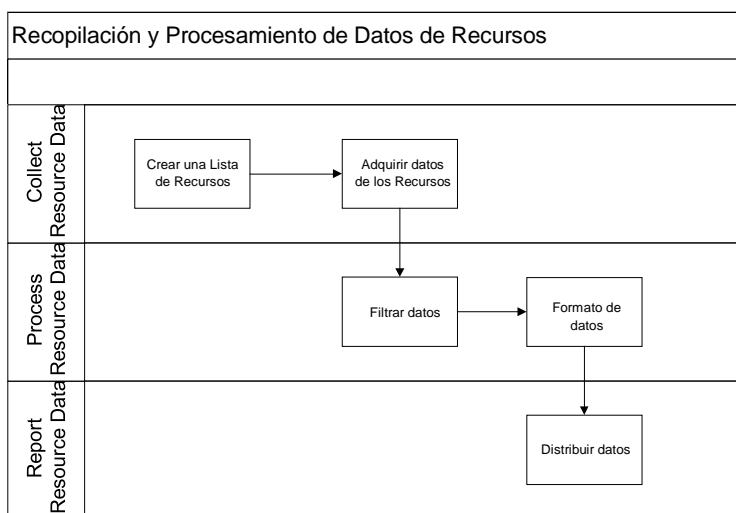 Recopilación y Procesamiento de Datos de Recursos
Collect
Resource Data
Crear una Lista
de Recursos
Adquirir datos
de los Recursos
Process
Resource Data
Filtrar datos
Formato de
datos
Report
Resource Data
Distribuir datos